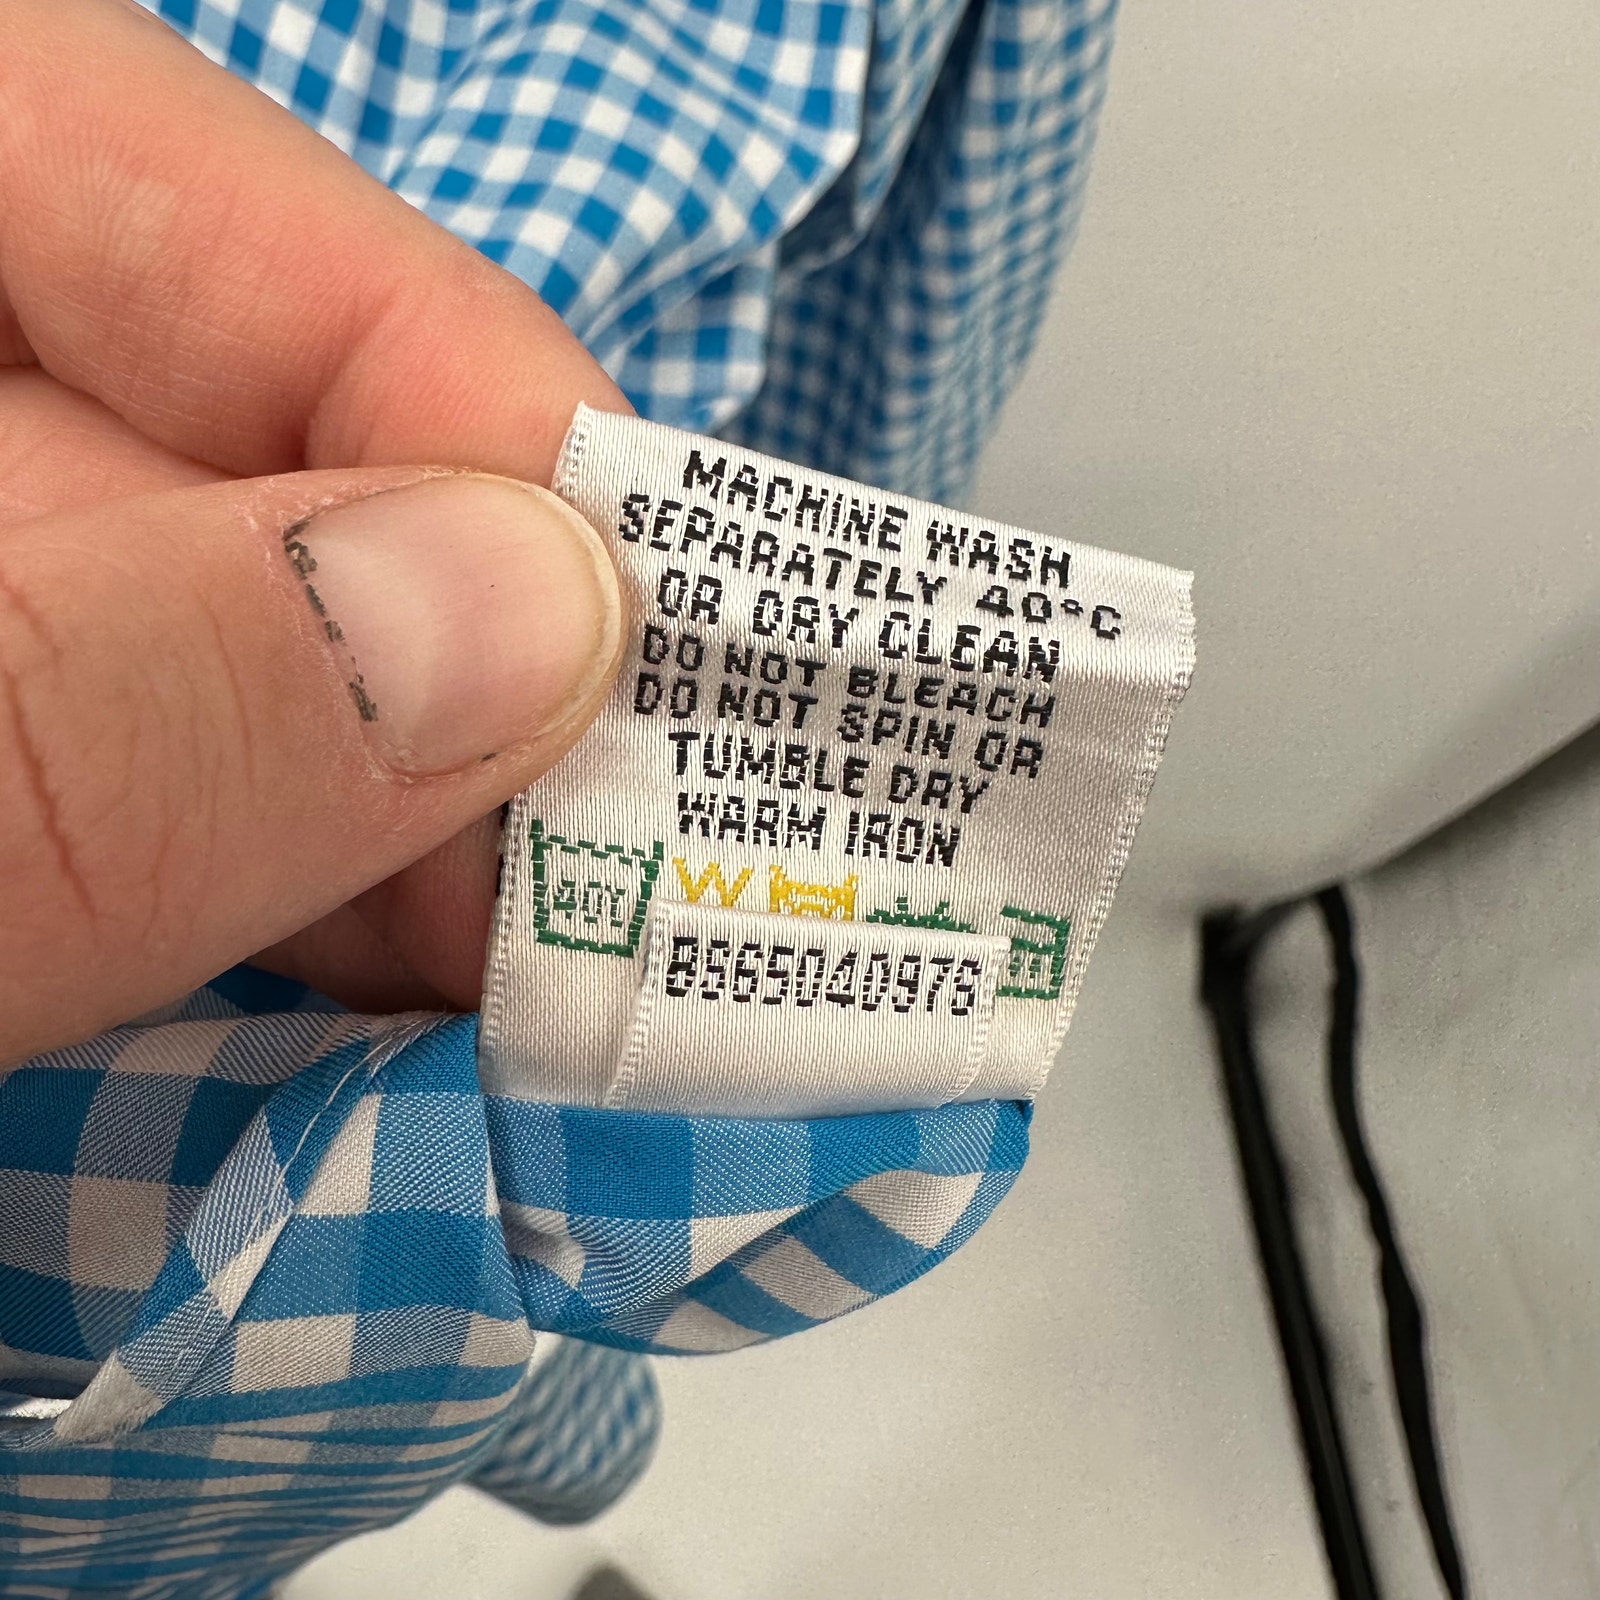 MACHINE WASH
SEPARATELY 40°C
OR DRY CLEAN
DO NOT BLEACH
DO NOT SPIN OR
TUMBLE DRY
WARM IRON
40
W
BS65040976